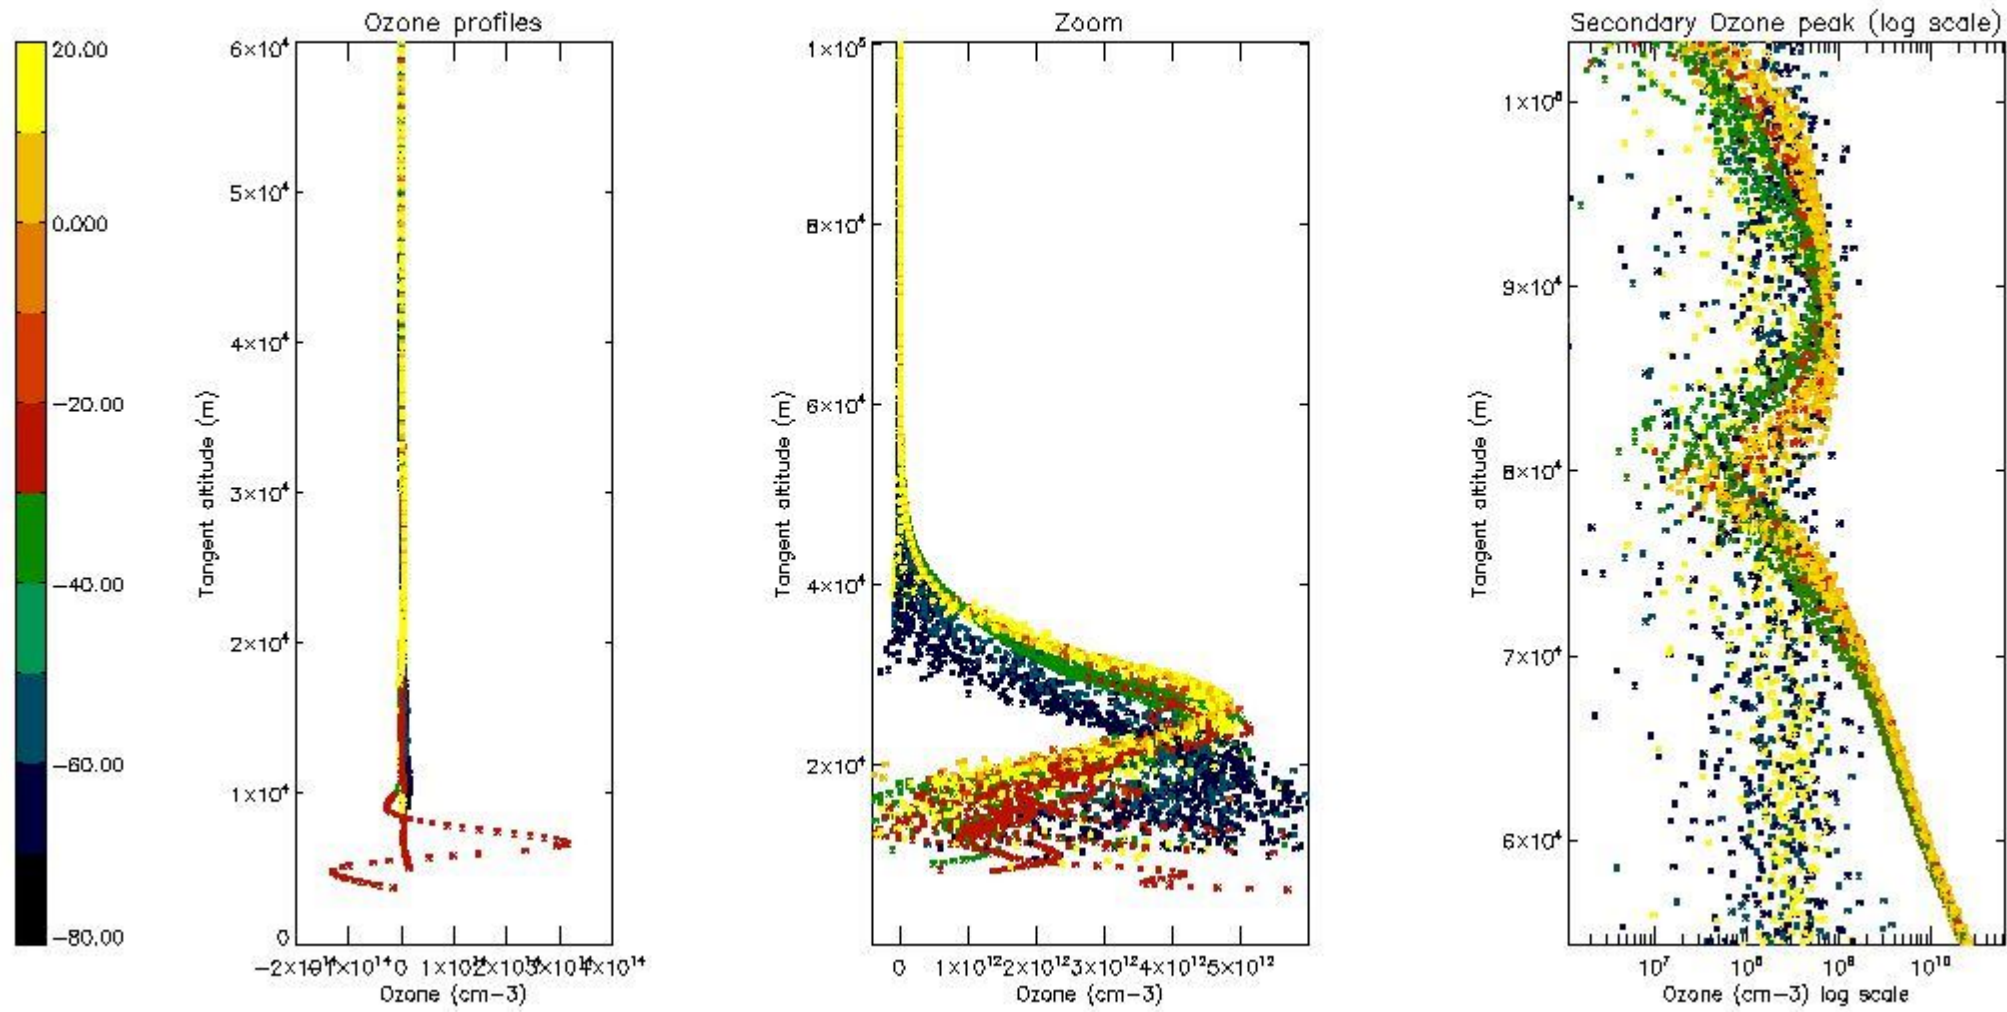 Ozone profiles
Zoom
Secondary Ozone peak (log scale)
20.00
0.000
−20.00
−40.00
−60.00
−80.00
6×10⁴
5×10⁴
4×10⁴
3×10⁴
2×10⁴
1×10⁴
0
Tangent altitude (m)
0
1×10¹⁴
4×10¹⁴
Ozone (cm−3)
1×10⁵
8×10⁴
6×10⁴
4×10⁴
2×10⁴
Tangent altitude (m)
0 1×10¹² 2×10¹² 3×10¹² 4×10¹² 5×10¹²
Ozone (cm−3)
9×10⁴
8×10⁴
7×10⁴
6×10⁴
Tangent altitude (m)
10⁷ 10⁸ 10⁹ 10¹⁰
Ozone (cm−3) log scale